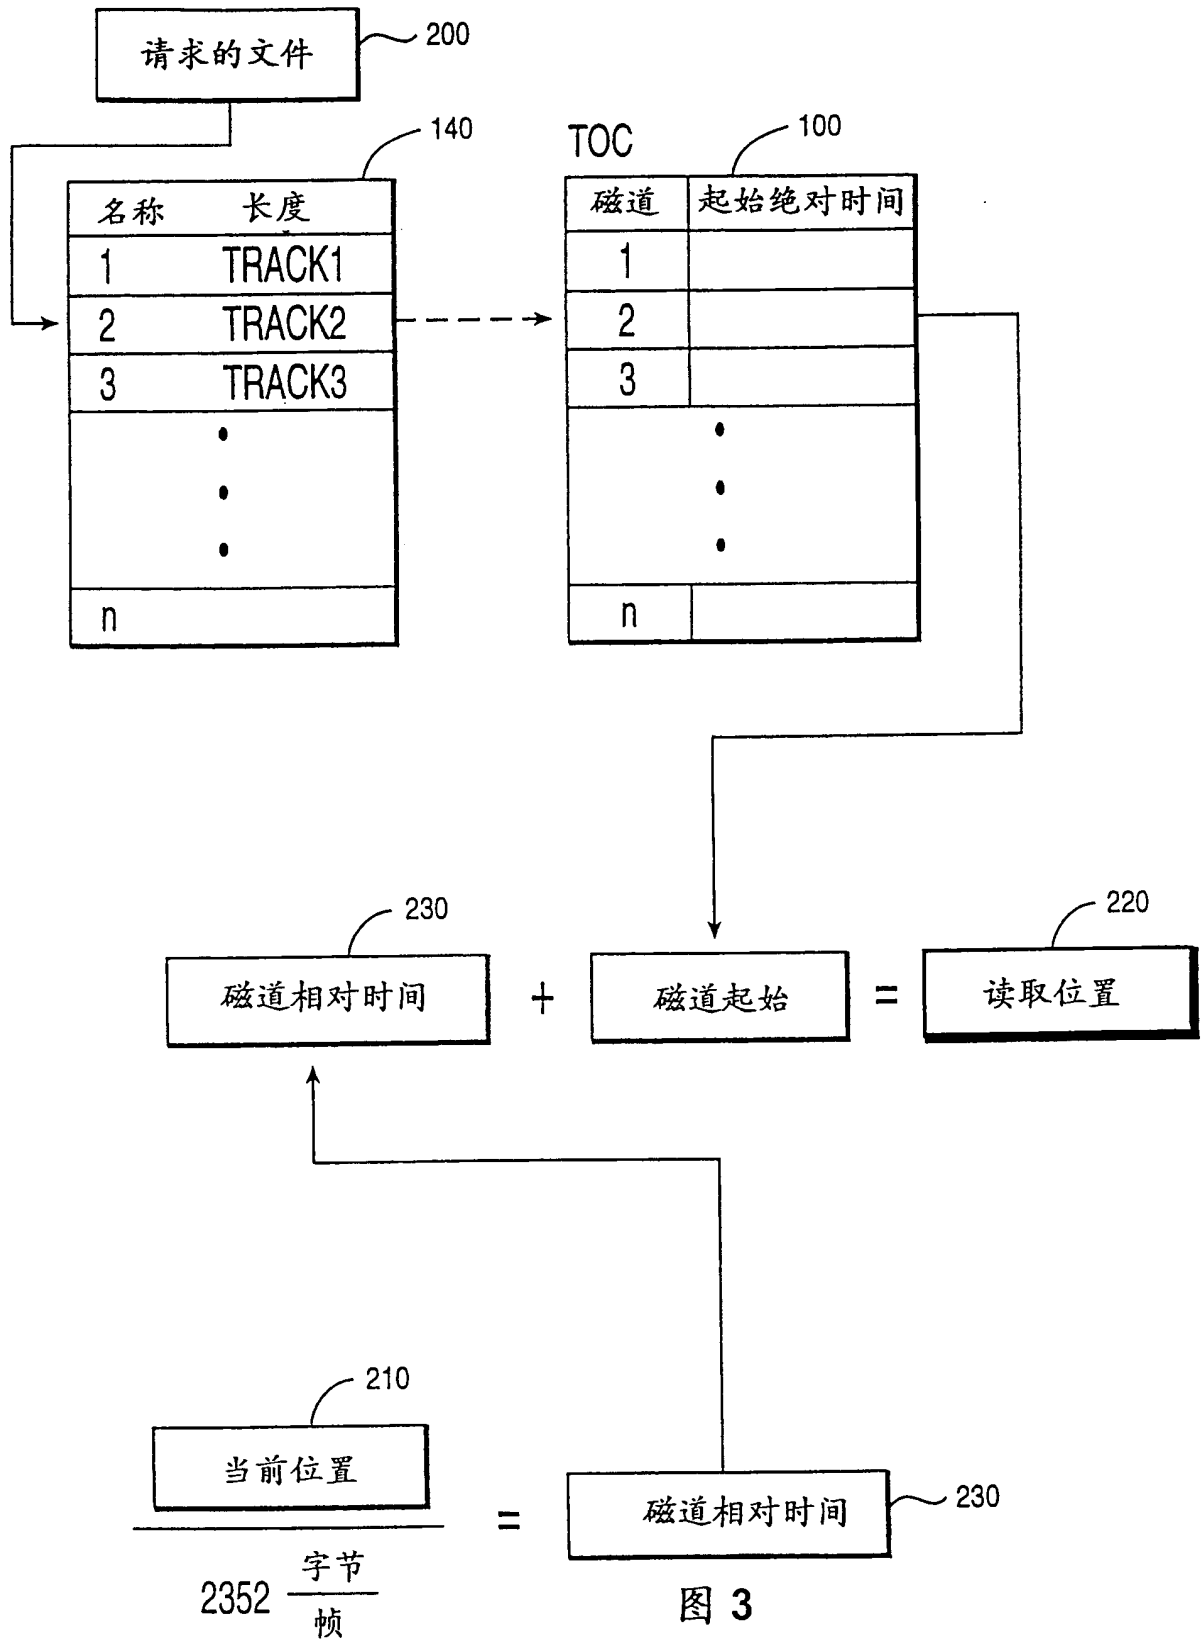 请求的文件
200
140
名称 长度
1 TRACK1
2 TRACK2
3 TRACK3
n
TOC
100
磁道 起始绝对时间
1
2
3
n
230
磁道相对时间
+
磁道起始
=
220
读取位置
210
当前位置
2352 字节
帧
=
磁道相对时间
230
图 3